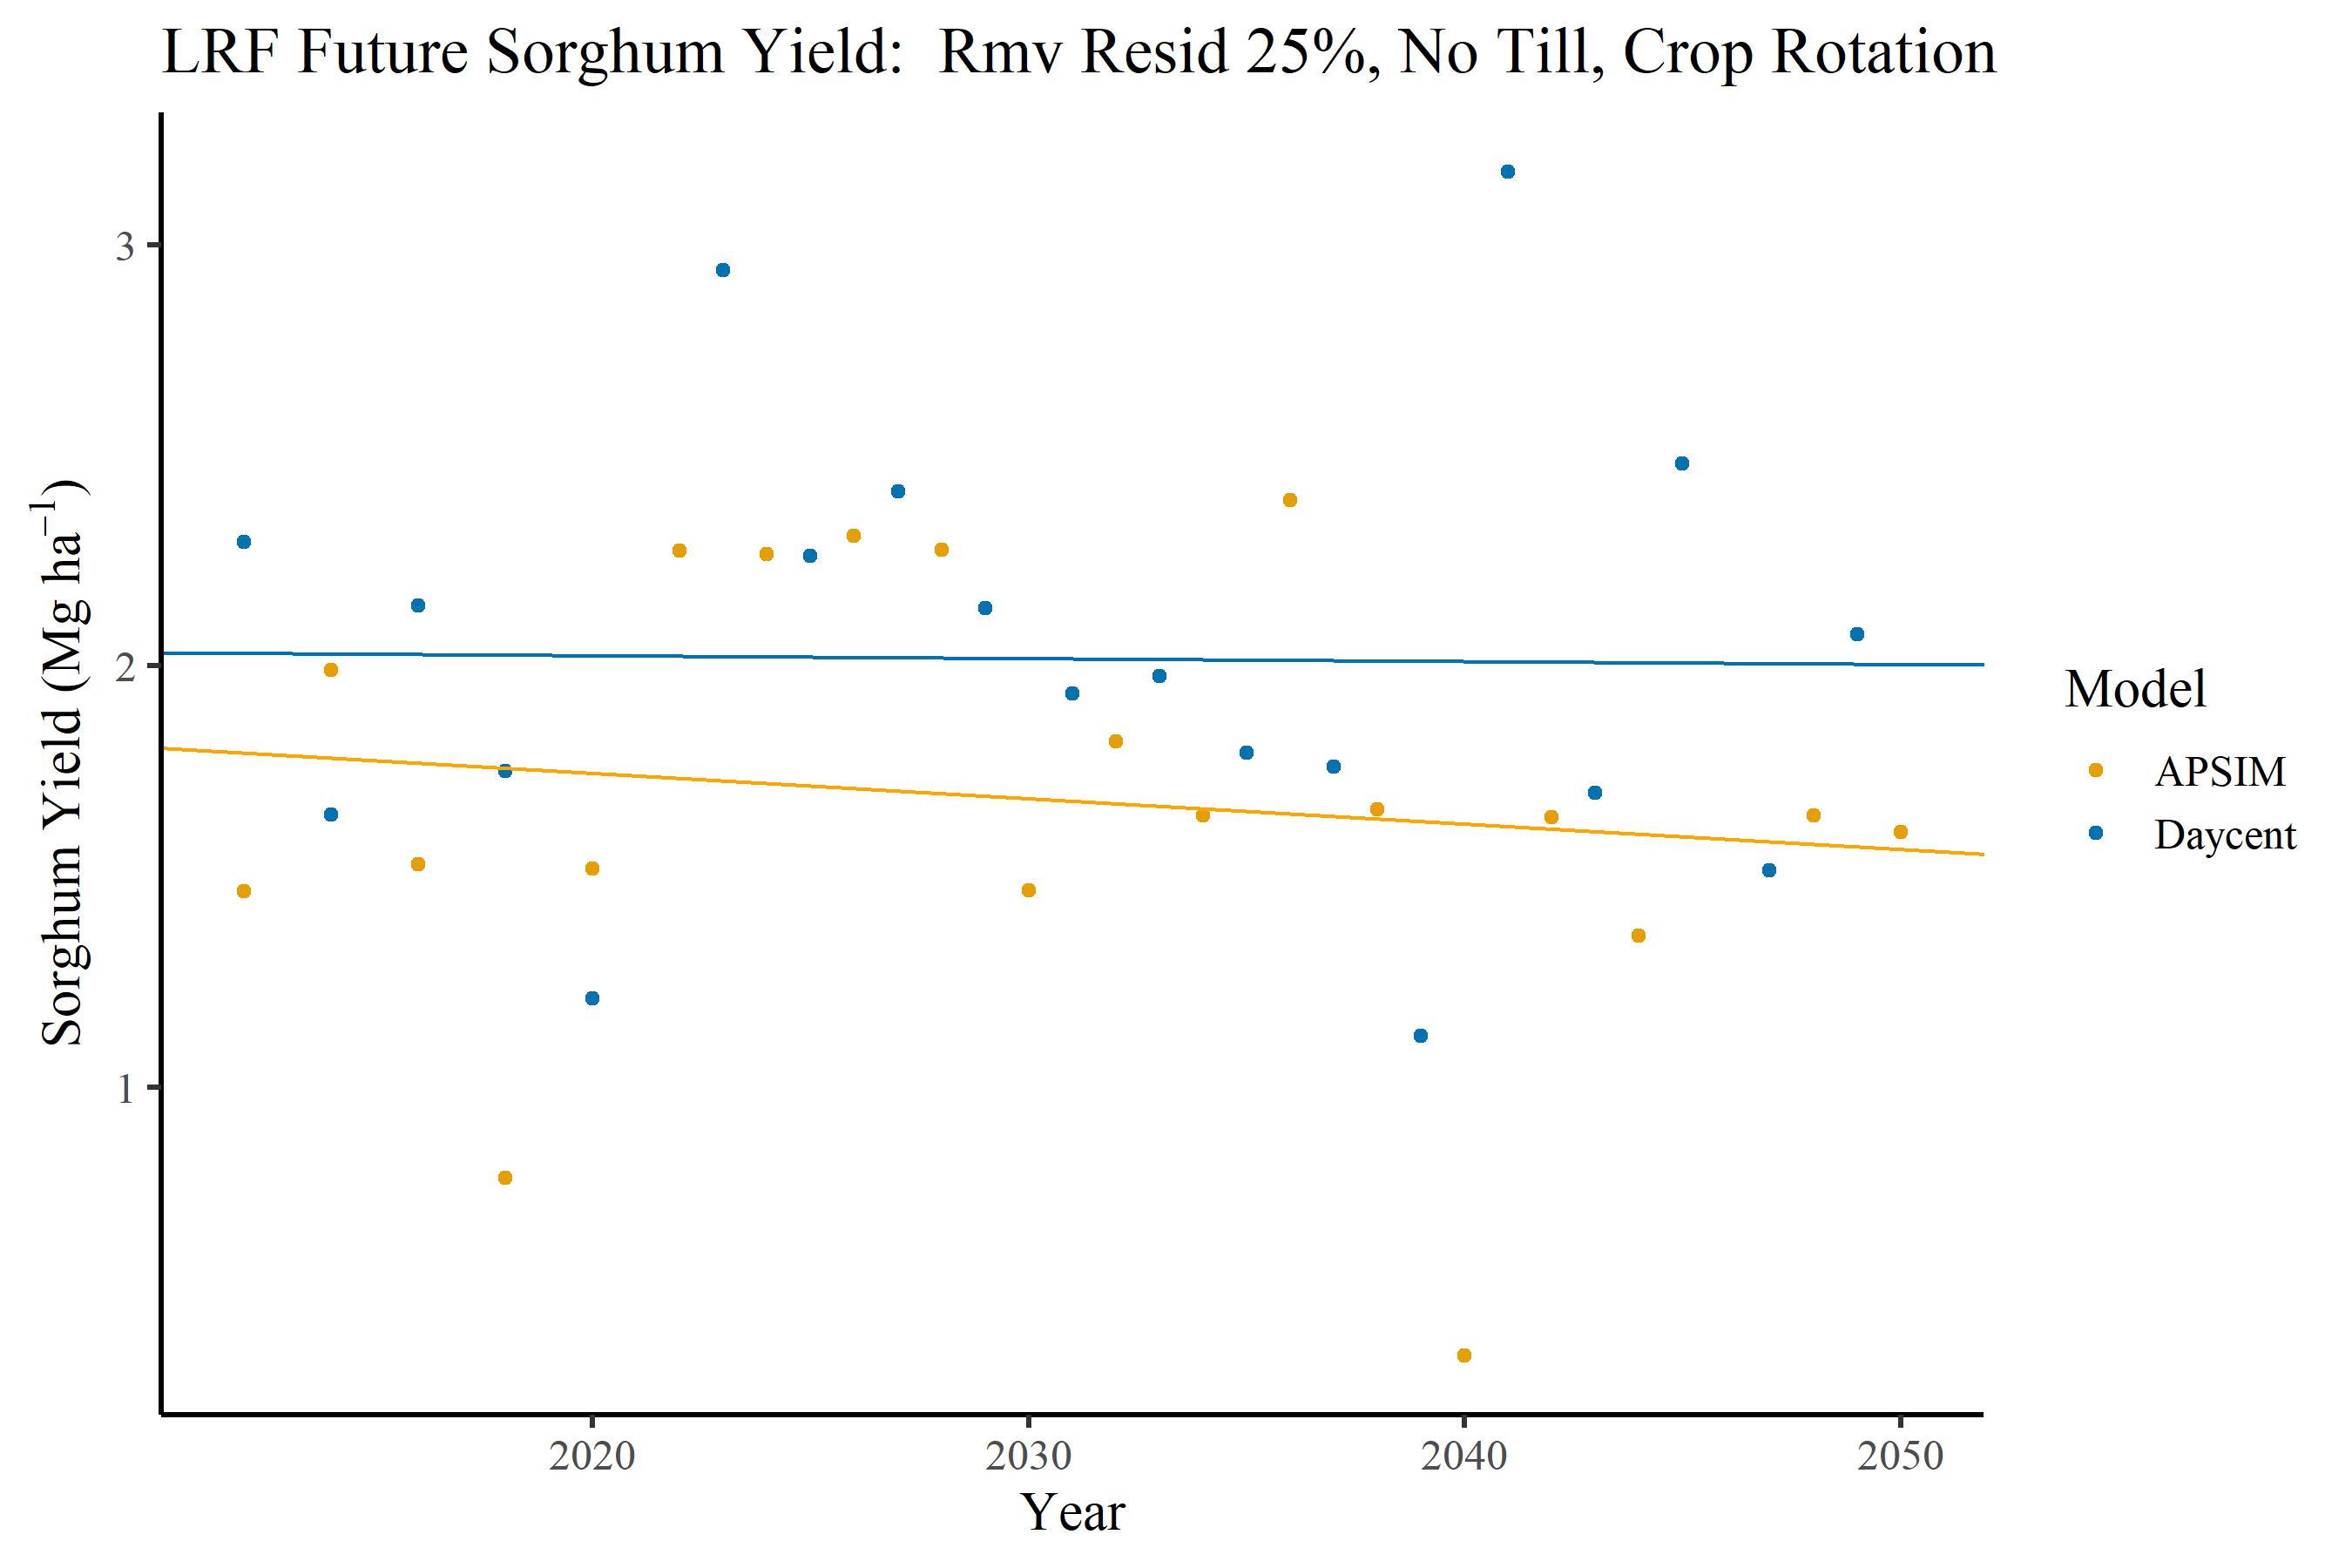 LRF Future Sorghum Yield:  Rmv Resid 25%, No Till, Crop Rotation
Sorghum Yield (Mg ha⁻¹)
3
2
1
2020
2030
2040
2050
Year
Model
APSIM
Daycent